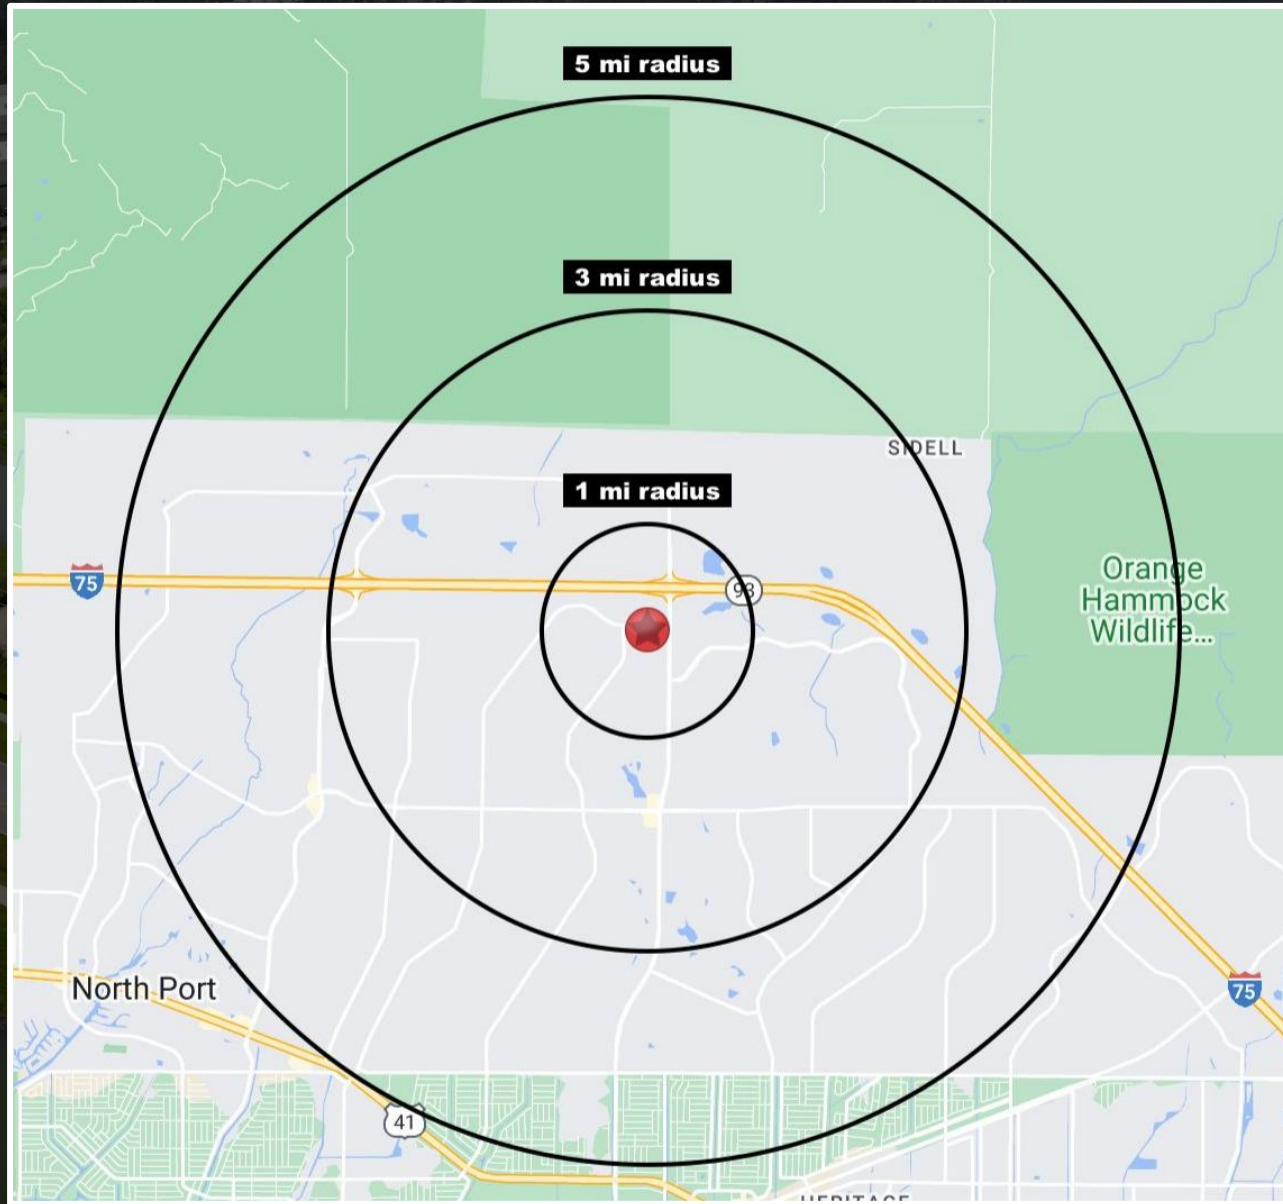 5 mi radius
3 mi radius
SIDELL
1 mi radius
75
93
Orange
Hammock
Wildlife...
North Port
75
41
HERITAGE